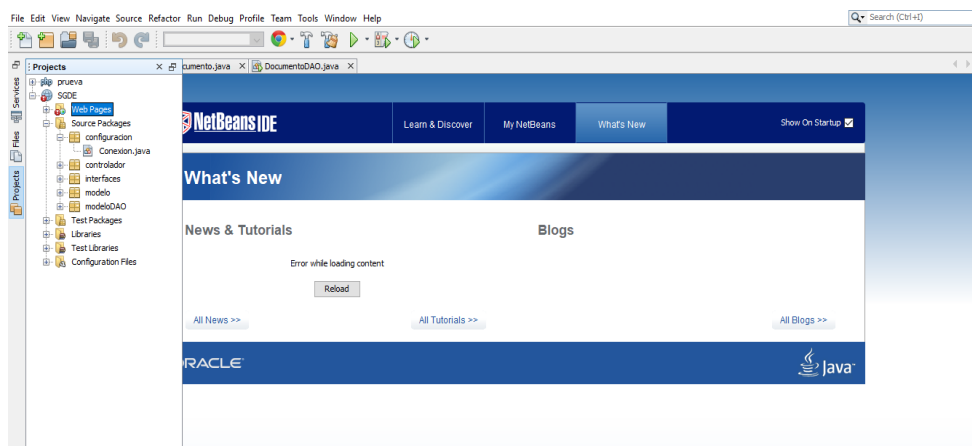 File Edit View Navigate Source Refactor Run Debug Profile Team Tools Window Help
Search (Ctrl+I)
Projects
cumento.java
DocumentoDAO.java
Services
Files
Projects
prueva
SGDE
Web Pages
Source Packages
configuracion
Conexion.java
controlador
interfaces
modelo
modeloDAO
Test Packages
Libraries
Test Libraries
Configuration Files
NetBeans IDE
Learn & Discover
My NetBeans
What's New
Show On Startup
What's New
News & Tutorials
Blogs
Error while loading content
Reload
All News >>
All Tutorials >>
All Blogs >>
RACLE
Java